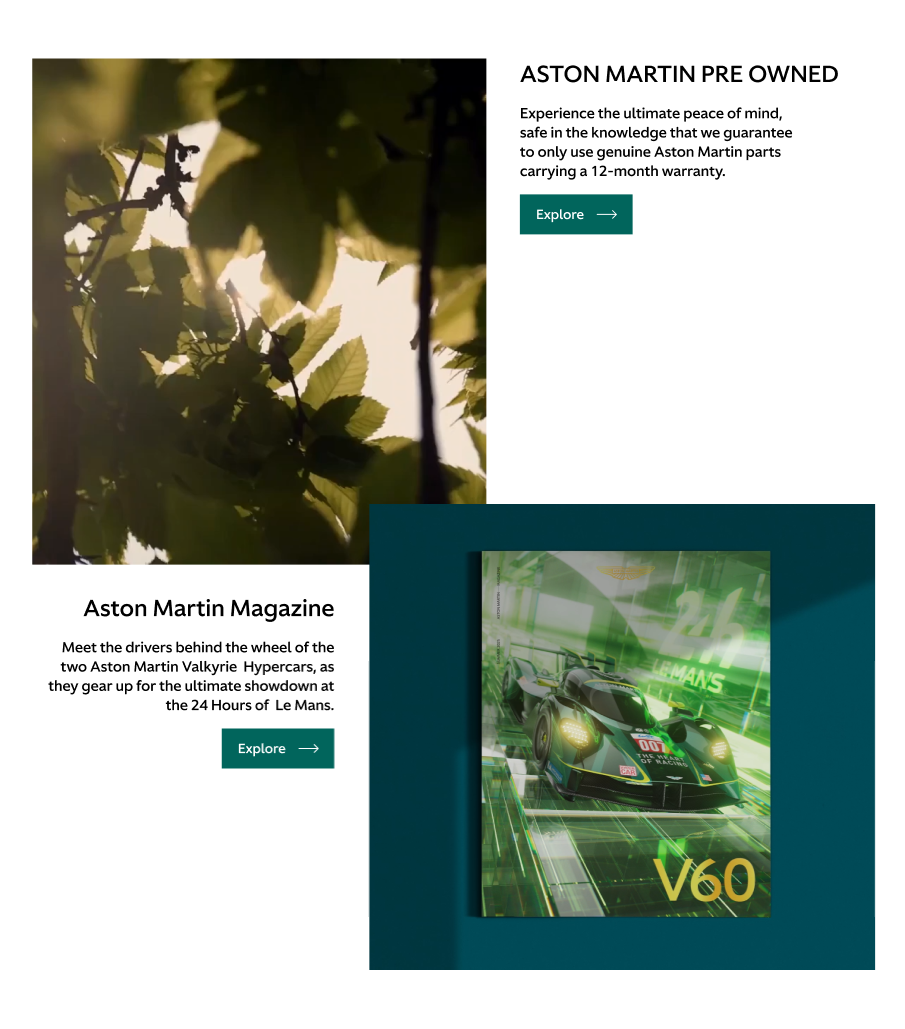 ASTON MARTIN PRE OWNED
Experience the ultimate peace of mind,
safe in the knowledge that we guarantee
to only use genuine Aston Martin parts
carrying a 12-month warranty.
Explore
Aston Martin Magazine
Meet the drivers behind the wheel of the
two Aston Martin Valkyrie Hypercars, as
they gear up for the ultimate showdown at
the 24 Hours of Le Mans.
Explore
24h
LE MANS
007
THE HEART
OF RACING
V60